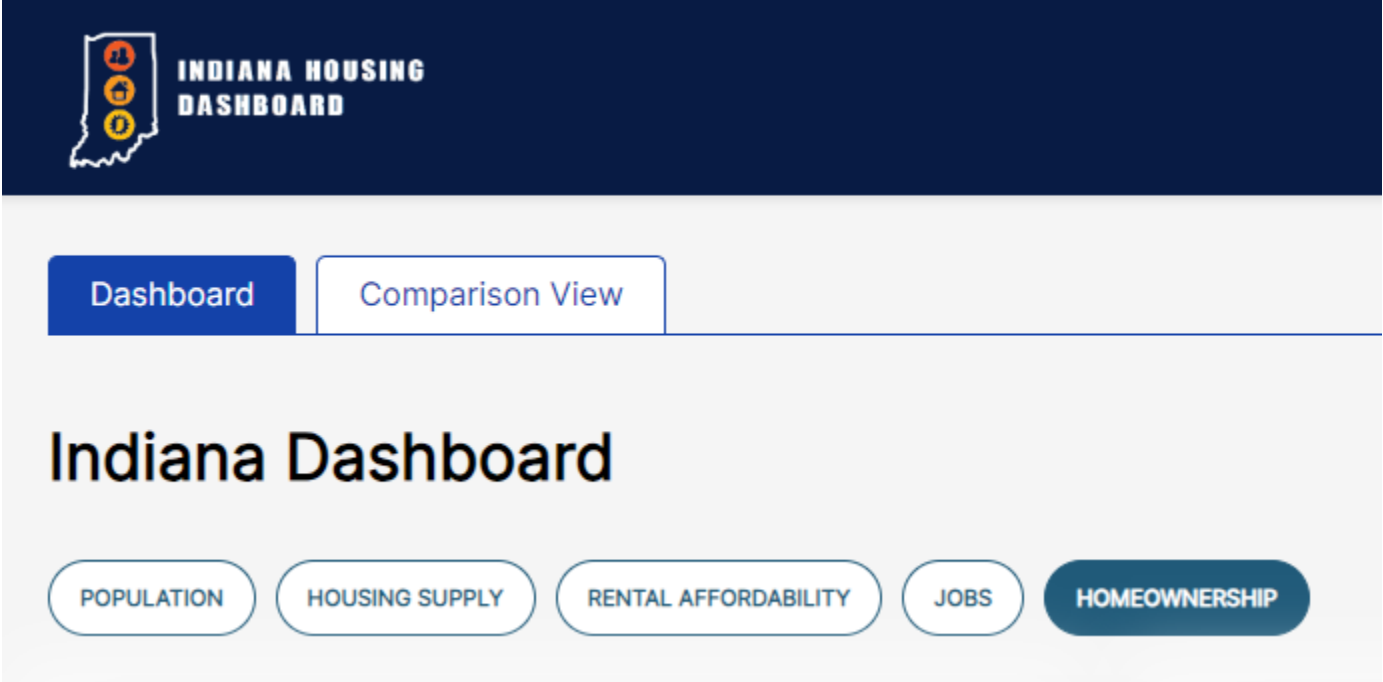 INDIANA HOUSING
DASHBOARD
Dashboard Comparison View
Indiana Dashboard
POPULATION HOUSING SUPPLY RENTAL AFFORDABILITY JOBS HOMEOWNERSHIP